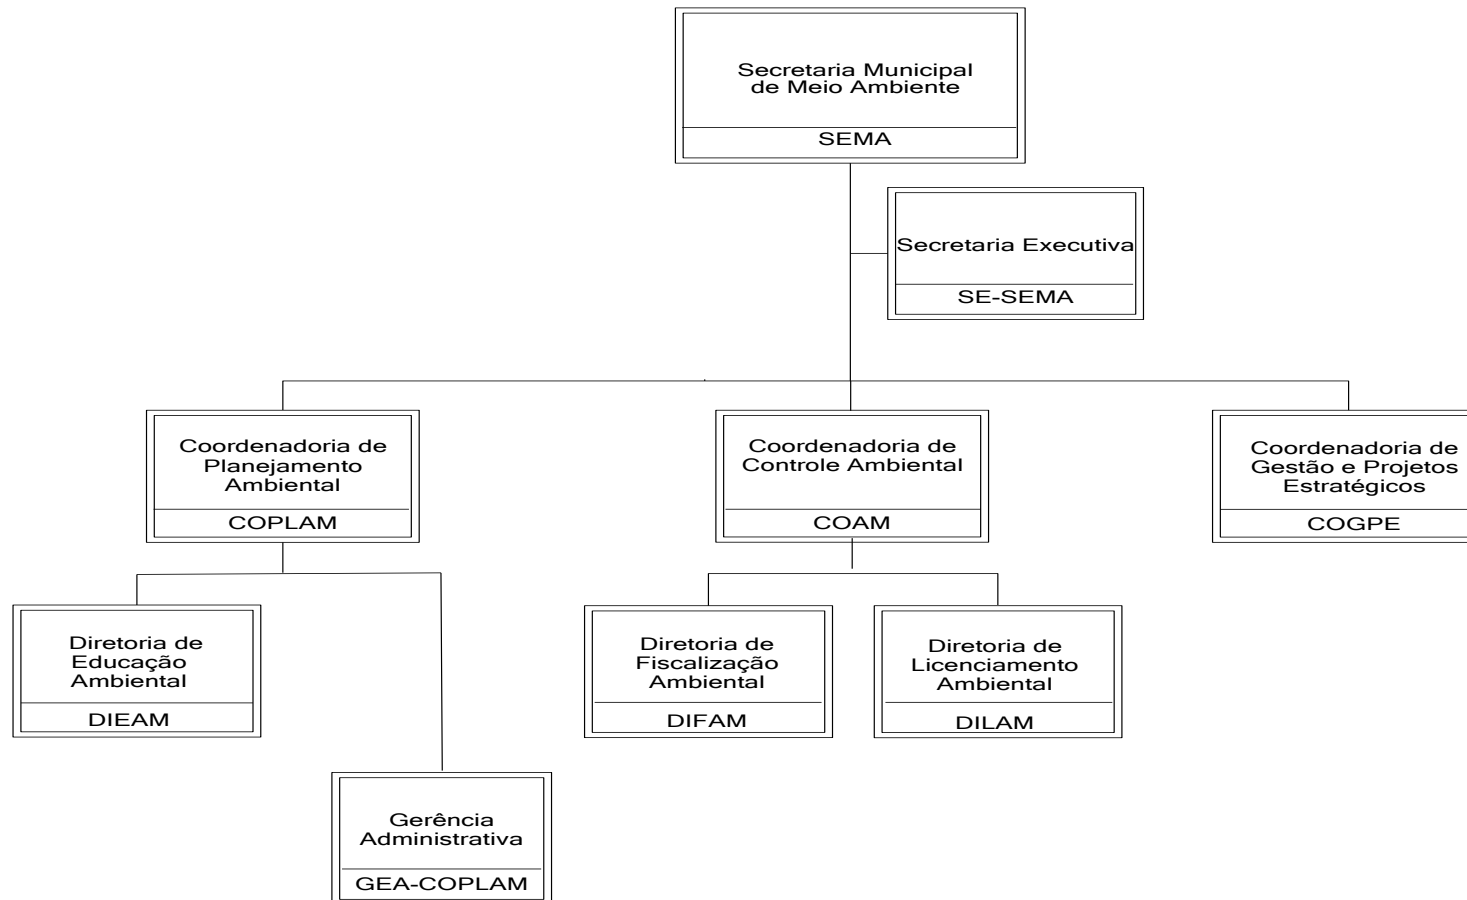 Secretaria Municipal
de Meio Ambiente
SEMA
Secretaria Executiva
SE-SEMA
Coordenadoria de
Planejamento
Ambiental
COPLAM
Coordenadoria de
Controle Ambiental
COAM
Coordenadoria de
Gestão e Projetos
Estratégicos
COGPE
Diretoria de
Educação
Ambiental
DIEAM
Diretoria de
Fiscalização
Ambiental
DIFAM
Diretoria de
Licenciamento
Ambiental
DILAM
Gerência
Administrativa
GEA-COPLAM